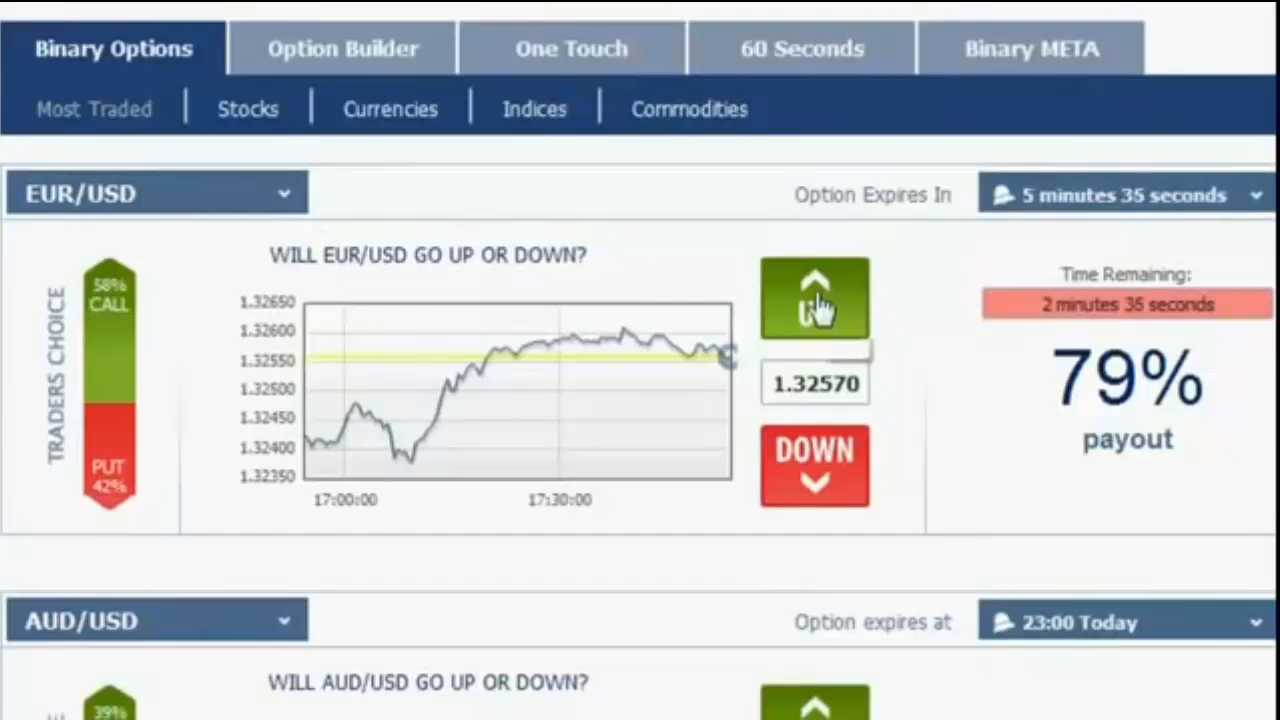 Binary Options
Option Builder
One Touch
60 Seconds
Binary META
Most Traded
Stocks
Currencies
Indices
Commodities
EUR/USD
Option Expires In
5 minutes 35 seconds
TRADERS CHOICE
58%
CALL
PUT
42%
WILL EUR/USD GO UP OR DOWN?
1.32650
1.32600
1.32550
1.32500
1.32450
1.32400
1.32350
17:00:00
17:30:00
1.32570
DOWN
Time Remaining:
2 minutes 36 seconds
79%
payout
AUD/USD
Option expires at
23:00 Today
WILL AUD/USD GO UP OR DOWN?
39%